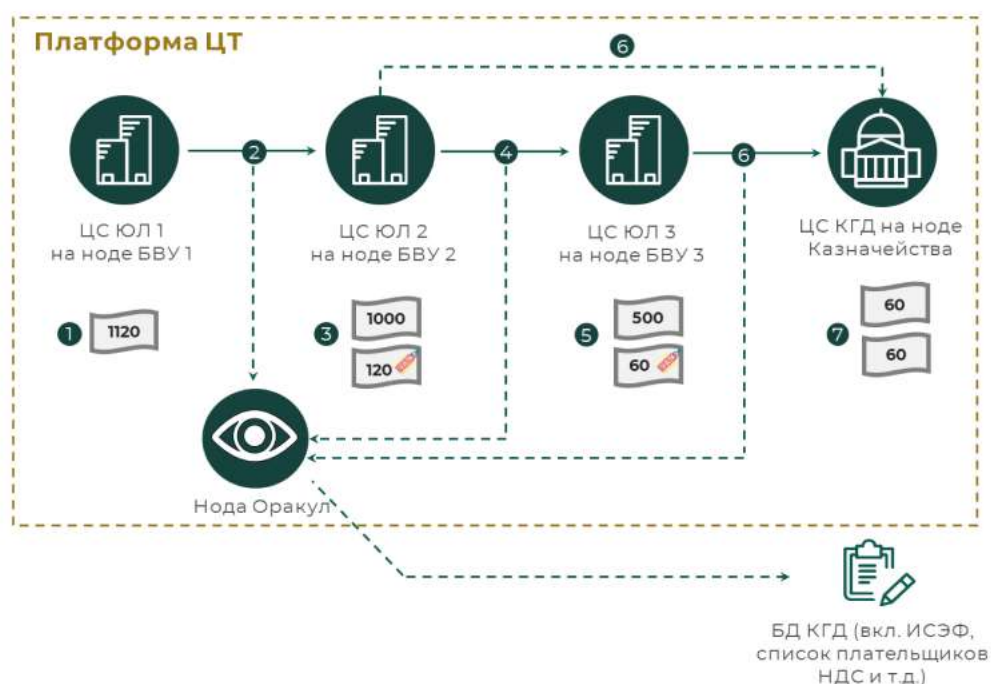 Платформа ЦТ
6
2
4
6
ЦС ЮЛ 1
на ноде БВУ 1
ЦС ЮЛ 2
на ноде БВУ 2
ЦС ЮЛ 3
на ноде БВУ 3
ЦС КГД на ноде
Казначейства
1
1120
3
1000
120
5
500
60
7
60
60
Нода Оракул
БД КГД (вкл. ИСЭФ,
список плательщиков
НДС и т.д.)